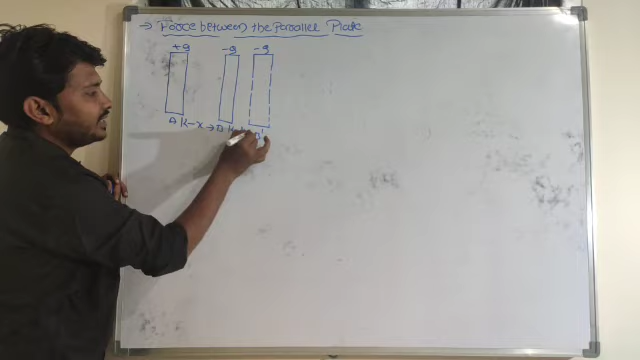 → Force between the Parallel Plate
+q -q -q
A |← x → B